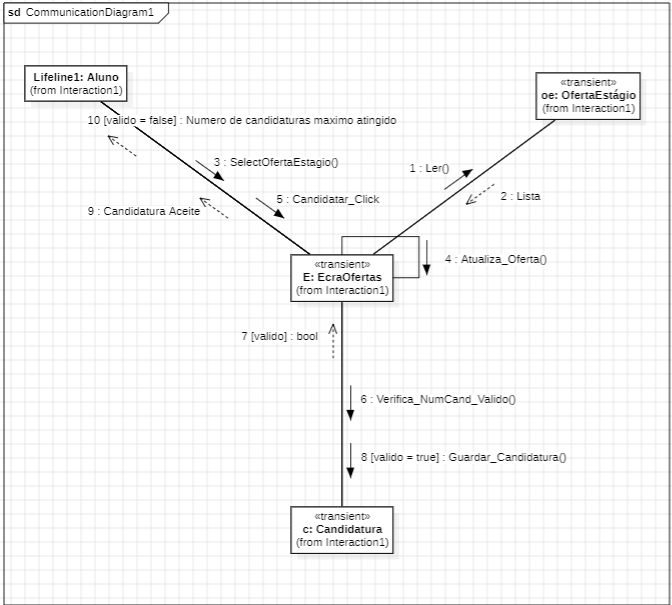 sd CommunicationDiagram1
Lifeline1: Aluno
(from Interaction1)
«transient»
oe: OfertaEstágio
(from Interaction1)
10 [valido = false] : Numero de candidaturas maximo atingido
3 : SelectOfertaEstagio()
1 : Ler()
5 : Candidatar_Click
2 : Lista
9 : Candidatura Aceite
«transient»
E: EcraOfertas
(from Interaction1)
4 : Atualiza_Oferta()
7 [valido] : bool
6 : Verifica_NumCand_Valido()
8 [valido = true] : Guardar_Candidatura()
«transient»
c: Candidatura
(from Interaction1)